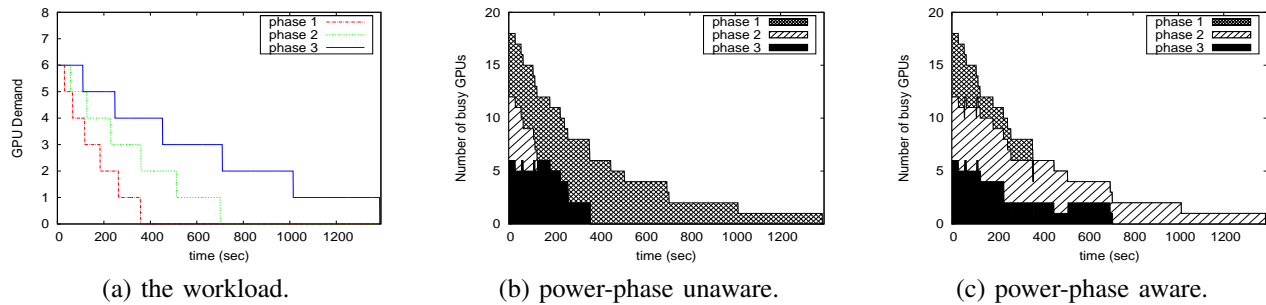 8
7
6
5
4
3
2
1
0
GPU Demand
0 200 400 600 800 1000 1200
time (sec)
phase 1
phase 2
phase 3
(a) the workload.
20
15
10
5
0
Number of busy GPUs
0 200 400 600 800 1000 1200
time (sec)
phase 1
phase 2
phase 3
(b) power-phase unaware.
20
15
10
5
0
Number of busy GPUs
0 200 400 600 800 1000 1200
time (sec)
phase 1
phase 2
phase 3
(c) power-phase aware.